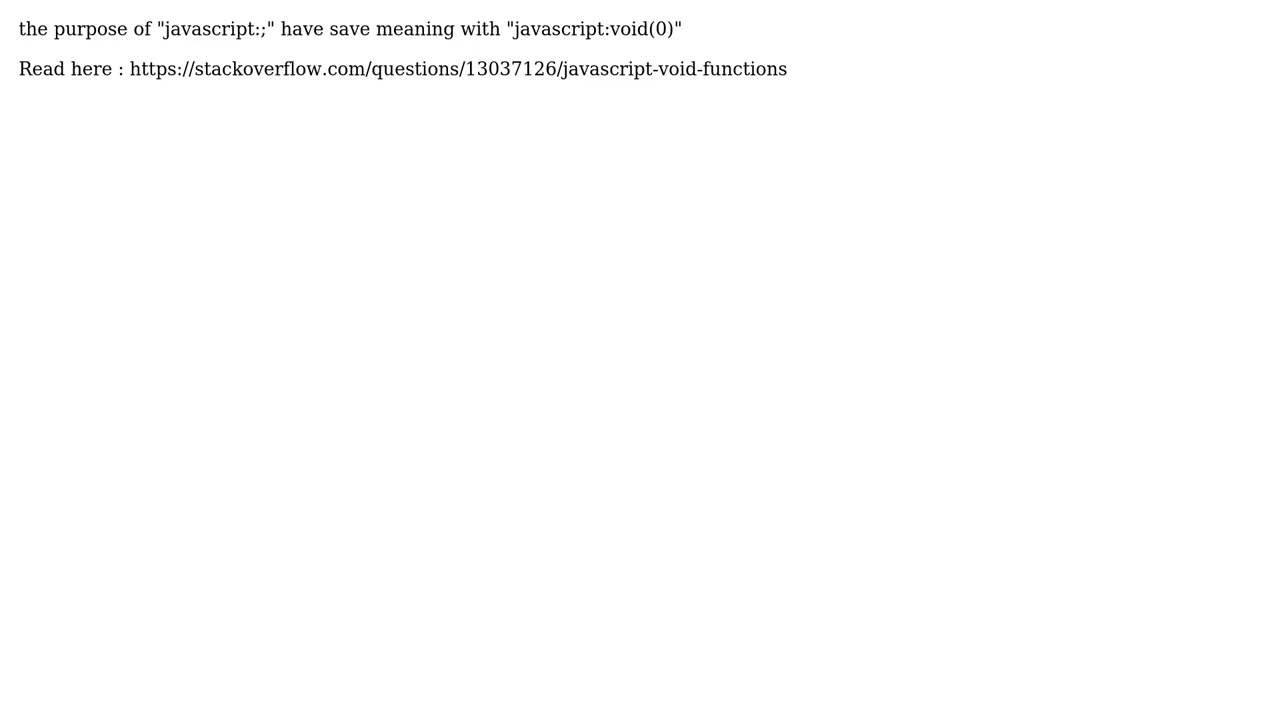 the purpose of "javascript:;" have save meaning with "javascript:void(0)"
Read here : https://stackoverflow.com/questions/13037126/javascript-void-functions